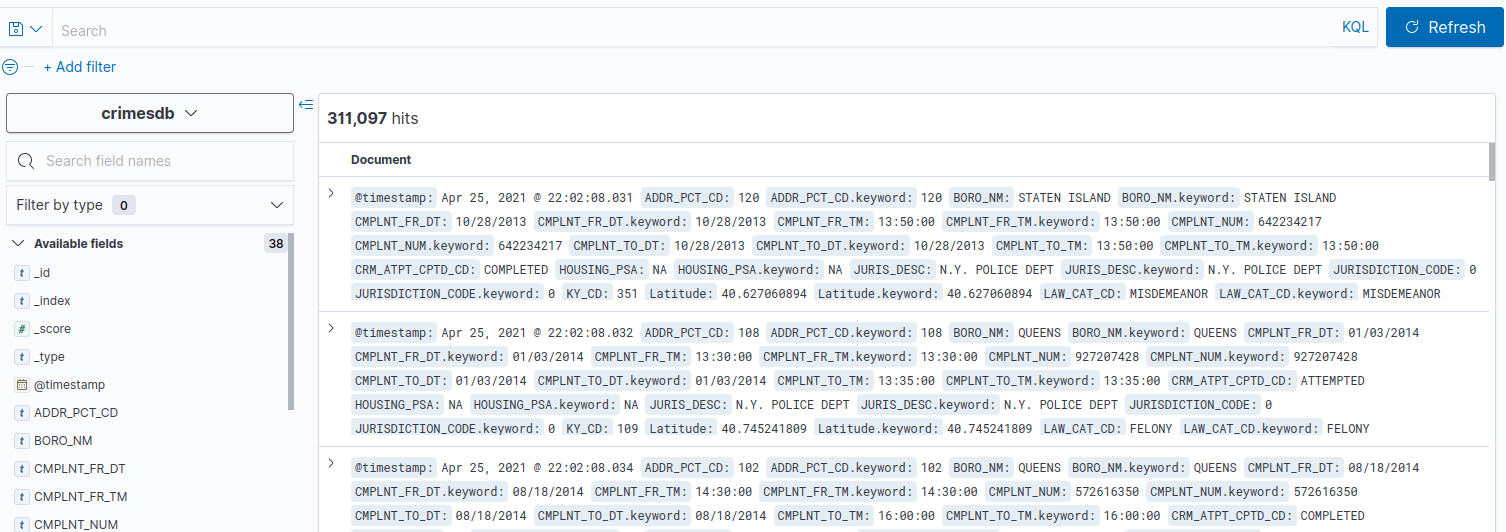 Search
KQL
Refresh
+ Add filter
crimesdb
311,097 hits
Search field names
Filter by type 0
Available fields 38
t _id
t _index
# _score
t _type
@timestamp
t ADDR_PCT_CD
t BORO_NM
t CMPLNT_FR_DT
t CMPLNT_FR_TM
t CMPLNT_NUM
Document
@timestamp: Apr 25, 2021 @ 22:02:08.031 ADDR_PCT_CD: 120 ADDR_PCT_CD.keyword: 120 BORO_NM: STATEN ISLAND BORO_NM.keyword: STATEN ISLAND
CMPLNT_FR_DT: 10/28/2013 CMPLNT_FR_DT.keyword: 10/28/2013 CMPLNT_FR_TM: 13:50:00 CMPLNT_FR_TM.keyword: 13:50:00 CMPLNT_NUM: 642234217
CMPLNT_NUM.keyword: 642234217 CMPLNT_TO_DT: 10/28/2013 CMPLNT_TO_DT.keyword: 10/28/2013 CMPLNT_TO_TM: 13:50:00 CMPLNT_TO_TM.keyword: 13:50:00
CRM_ATPT_CPTD_CD: COMPLETED HOUSING_PSA: NA HOUSING_PSA.keyword: NA JURIS_DESC: N.Y. POLICE DEPT JURIS_DESC.keyword: N.Y. POLICE DEPT JURISDICTION_CODE: 0
JURISDICTION_CODE.keyword: 0 KY_CD: 351 Latitude: 40.627060894 Latitude.keyword: 40.627060894 LAW_CAT_CD: MISDEMEANOR LAW_CAT_CD.keyword: MISDEMEANOR
@timestamp: Apr 25, 2021 @ 22:02:08.032 ADDR_PCT_CD: 108 ADDR_PCT_CD.keyword: 108 BORO_NM: QUEENS BORO_NM.keyword: QUEENS CMPLNT_FR_DT: 01/03/2014
CMPLNT_FR_DT.keyword: 01/03/2014 CMPLNT_FR_TM: 13:30:00 CMPLNT_FR_TM.keyword: 13:30:00 CMPLNT_NUM: 927207428 CMPLNT_NUM.keyword: 927207428
CMPLNT_TO_DT: 01/03/2014 CMPLNT_TO_DT.keyword: 01/03/2014 CMPLNT_TO_TM: 13:35:00 CMPLNT_TO_TM.keyword: 13:35:00 CRM_ATPT_CPTD_CD: ATTEMPTED
HOUSING_PSA: NA HOUSING_PSA.keyword: NA JURIS_DESC: N.Y. POLICE DEPT JURIS_DESC.keyword: N.Y. POLICE DEPT JURISDICTION_CODE: 0
JURISDICTION_CODE.keyword: 0 KY_CD: 109 Latitude: 40.745241809 Latitude.keyword: 40.745241809 LAW_CAT_CD: FELONY LAW_CAT_CD.keyword: FELONY
@timestamp: Apr 25, 2021 @ 22:02:08.034 ADDR_PCT_CD: 102 ADDR_PCT_CD.keyword: 102 BORO_NM: QUEENS BORO_NM.keyword: QUEENS CMPLNT_FR_DT: 08/18/2014
CMPLNT_FR_DT.keyword: 08/18/2014 CMPLNT_FR_TM: 14:30:00 CMPLNT_FR_TM.keyword: 14:30:00 CMPLNT_NUM: 572616350 CMPLNT_NUM.keyword: 572616350
CMPLNT_TO_DT: 08/18/2014 CMPLNT_TO_DT.keyword: 08/18/2014 CMPLNT_TO_TM: 16:00:00 CMPLNT_TO_TM.keyword: 16:00:00 CRM_ATPT_CPTD_CD: COMPLETED